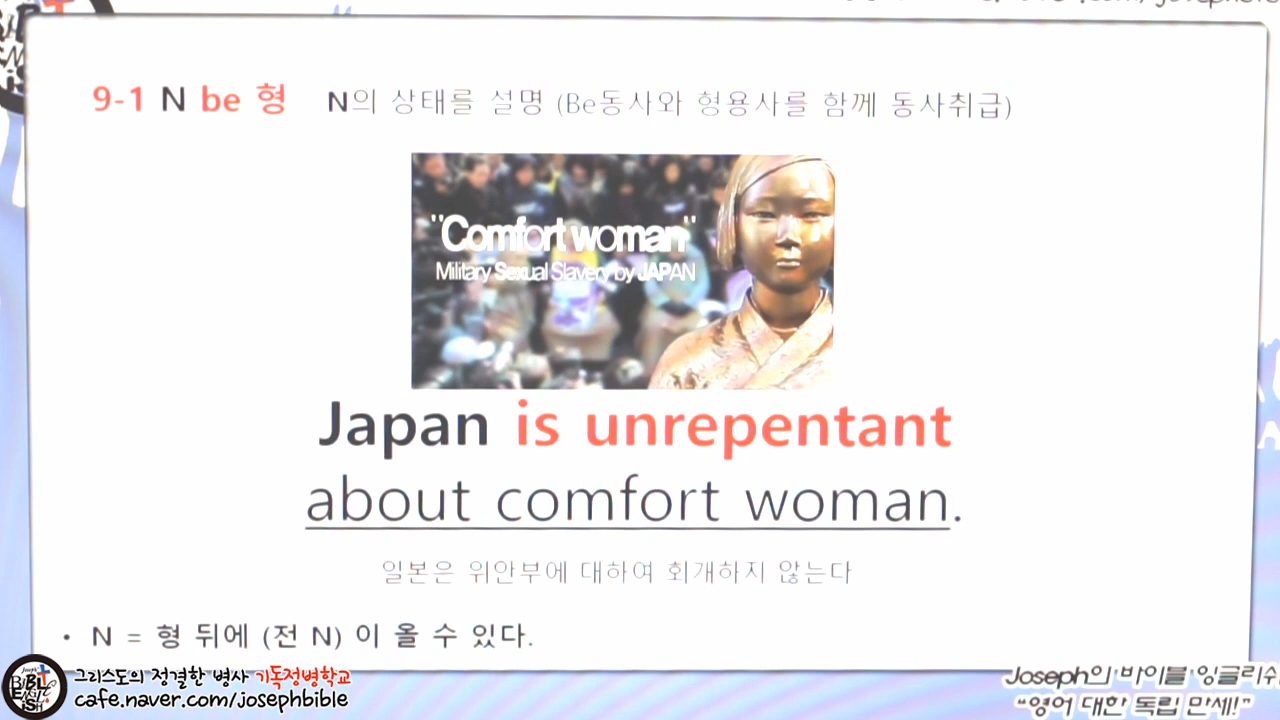 9-1 N be 형 N의 상태를 설명 (Be동사와 형용사를 함께 동사취급)
"Comfort woman"
Military Sexual Slavery by JAPAN
Japan is unrepentant
about comfort woman.
일본은 위안부에 대하여 회개하지 않는다
• N = 형 뒤에 (전 N) 이 올 수 있다.
그리스도의 정결한 병사 기독정병학교
cafe.naver.com/josephbible
Joseph의 바이블 잉글리쉬
"영어 대한 독립 만세!"